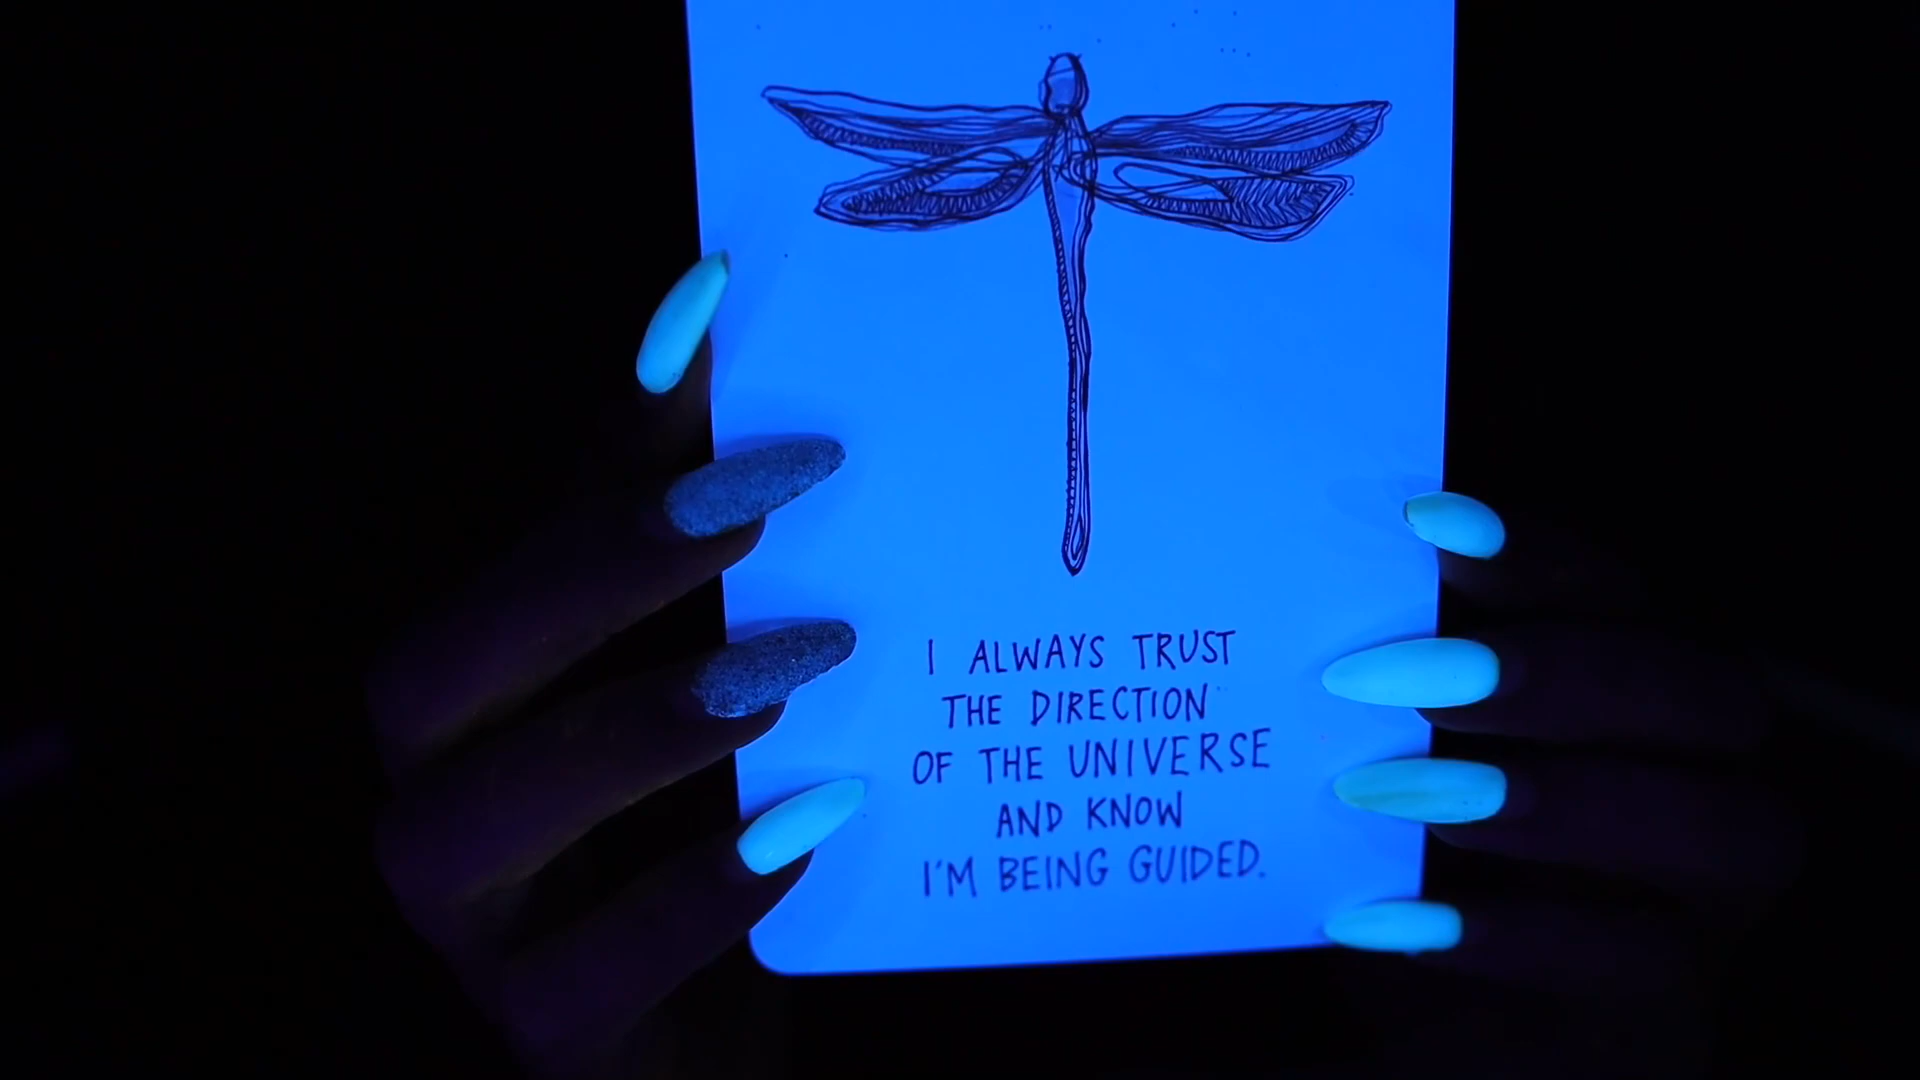 I ALWAYS TRUST
THE DIRECTION
OF THE UNIVERSE
AND KNOW
I'M BEING GUIDED.